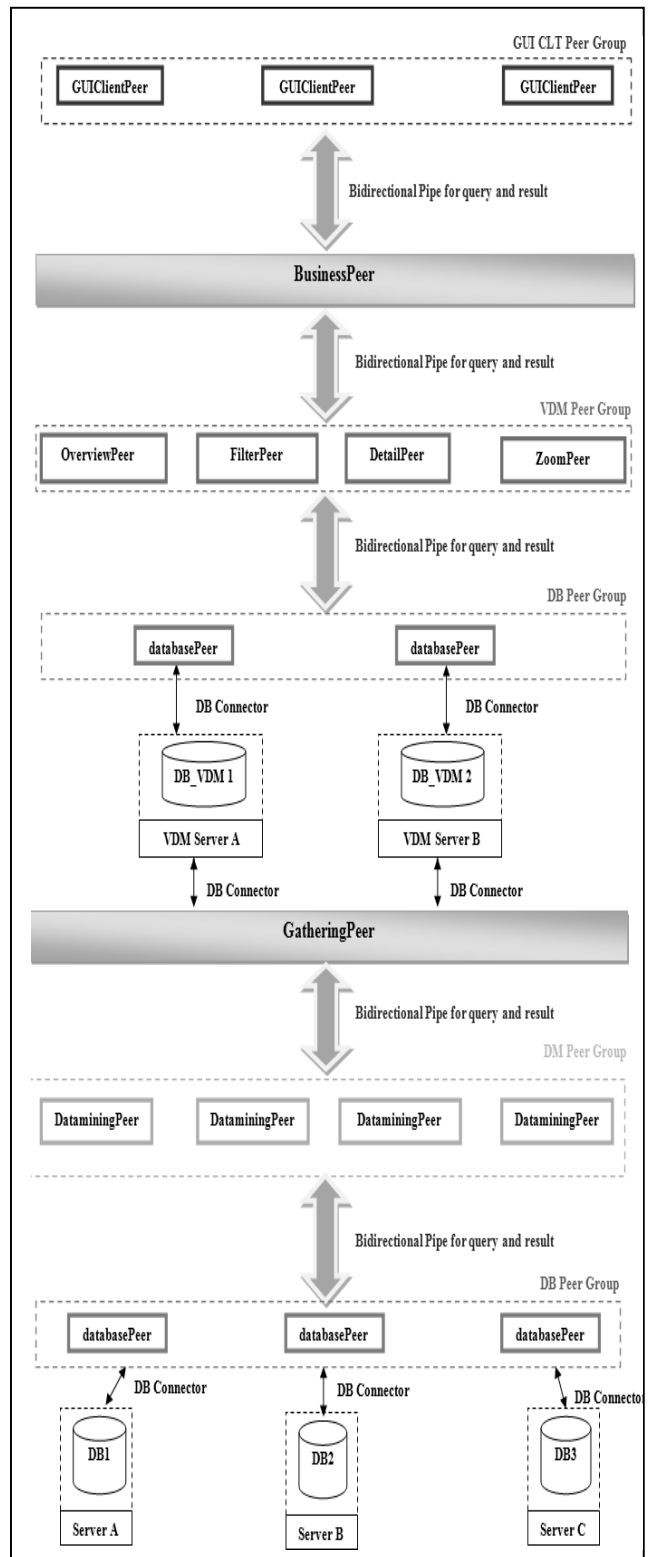 GUI CLT Peer Group
GUIClientPeer GUIClientPeer GUIClientPeer
Bidirectional Pipe for query and result
BusinessPeer
Bidirectional Pipe for query and result
VDM Peer Group
OverviewPeer FilterPeer DetailPeer ZoomPeer
Bidirectional Pipe for query and result
DB Peer Group
databasePeer databasePeer
DB Connector DB Connector
DB_VDM 1 DB_VDM 2
VDM Server A VDM Server B
DB Connector DB Connector
GatheringPeer
Bidirectional Pipe for query and result
DM Peer Group
DataminingPeer DataminingPeer DataminingPeer DataminingPeer
Bidirectional Pipe for query and result
DB Peer Group
databasePeer databasePeer databasePeer
DB Connector DB Connector DB Connector
DB1 DB2 DB3
Server A Server B Server C